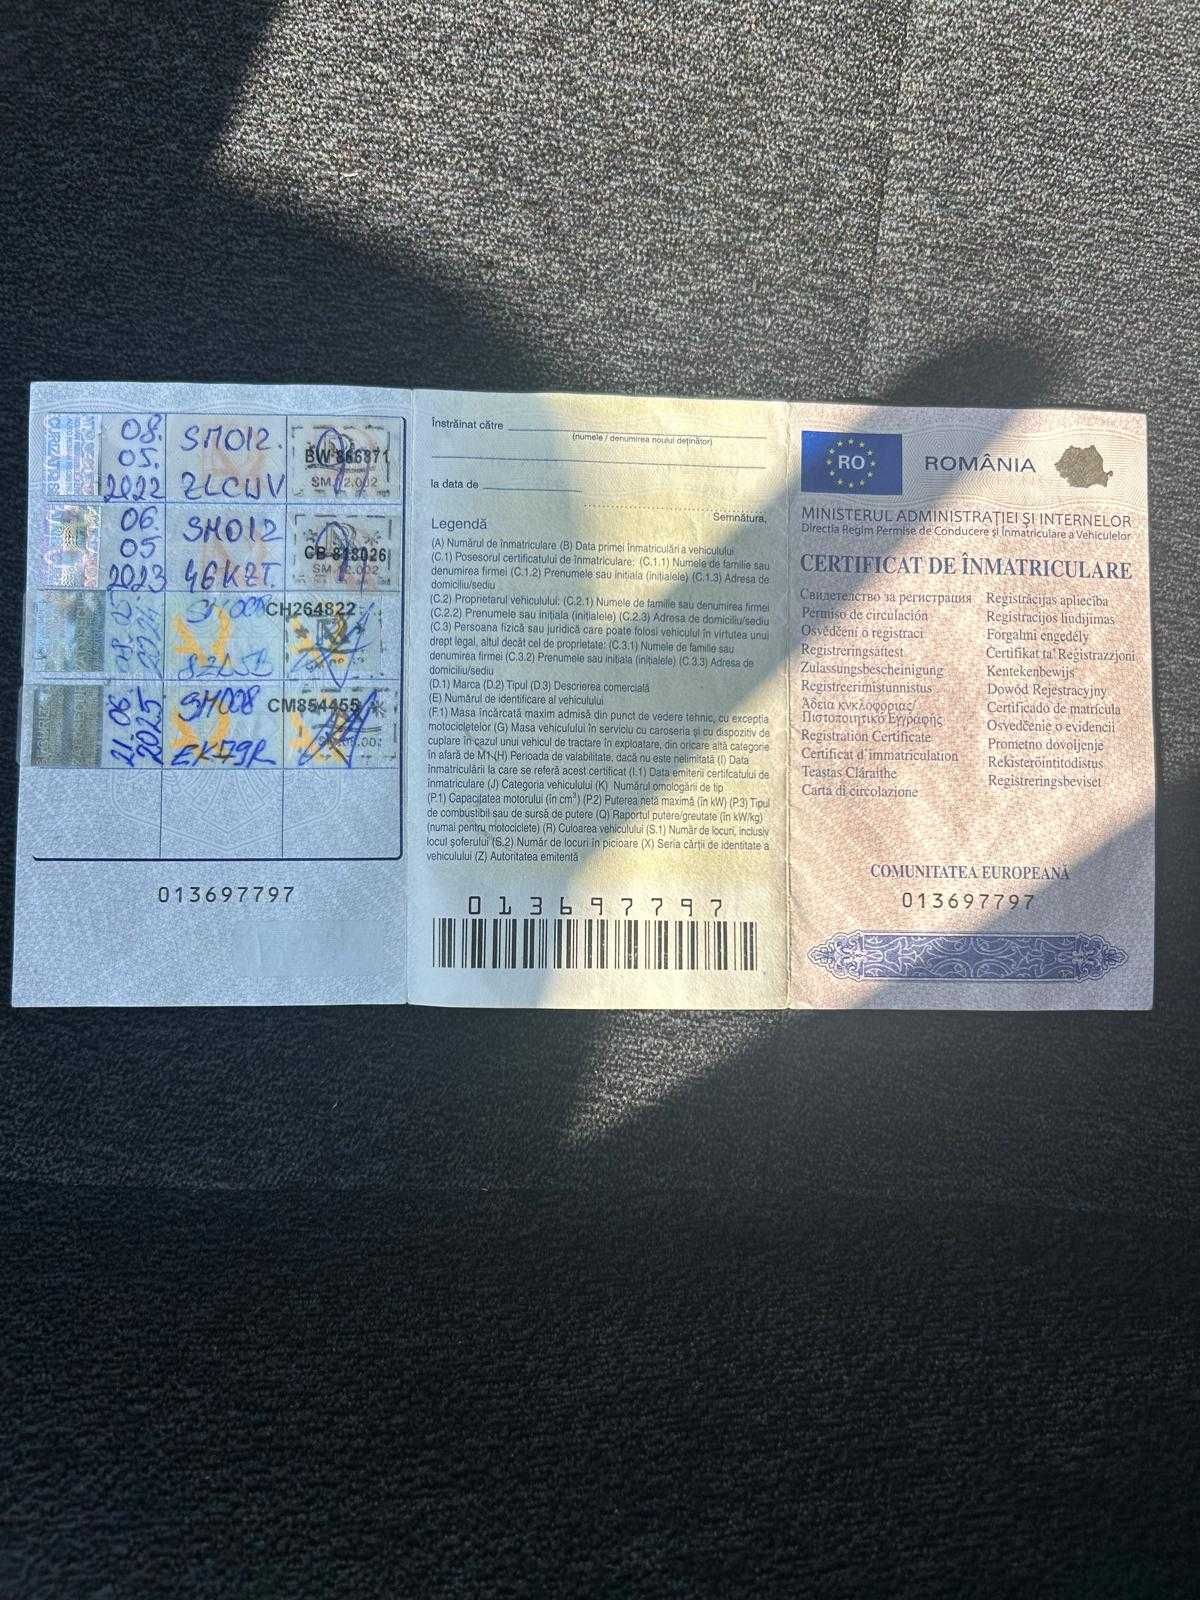 08.
05.
2022
SM012.
ZLCWV
BW 866871
SM 12.002
06
05
2023
SM012
46KZT.
CB 818026
SM 12.002
SM008
CH264822
21.06
2025
SM008
EK79R
CM854455
013697797
Înstrăinat către
(numele / denumirea noului deținător)
la data de
Semnătura,
Legendă
(A) Numărul de înmatriculare (B) Data primei înmatriculări a vehiculului
(C.1) Posesorul certificatului de înmatriculare: (C.1.1) Numele de familie sau
denumirea firmei (C.1.2) Prenumele sau inițiala (inițialele) (C.1.3) Adresa de
domiciliu/sediu
(C.2) Proprietarul vehiculului: (C.2.1) Numele de familie sau denumirea firmei
(C.2.2) Prenumele sau inițiala (inițialele) (C.2.3) Adresa de domiciliu/sediu
(C.3) Persoana fizică sau juridică care poate folosi vehiculul în virtutea unui
drept legal, altul decât cel de proprietate: (C.3.1) Numele de familie sau
denumirea firmei (C.3.2) Prenumele sau inițiala (inițialele) (C.3.3) Adresa de
domiciliu/sediu
(D.1) Marca (D.2) Tipul (D.3) Descrierea comercială
(E) Numărul de identificare al vehiculului
(F.1) Masa încărcată maxim admisă din punct de vedere tehnic, cu excepția
motocicletelor (G) Masa vehiculului în serviciu cu caroseria și cu dispozitiv de
cuplare în cazul unui vehicul de tractare în exploatare, din oricare altă categorie
în afară de M1 (H) Perioada de valabilitate, dacă nu este nelimitată (I) Data
înmatriculării la care se referă acest certificat (I.1) Data emiterii certifcatului de
înmatriculare (J) Categoria vehiculului (K) Numărul omologării de tip
(P.1) Capacitatea motorului (în cm³) (P.2) Puterea netă maximă (în kW) (P.3) Tipul
de combustibil sau de sursă de putere (Q) Raportul putere/greutate (în kW/kg)
(numai pentru motociclete) (R) Culoarea vehiculului (S.1) Număr de locuri, inclusiv
locul șoferului (S.2) Număr de locuri în picioare (X) Seria cărții de identitate a
vehiculului (Z) Autoritatea emitentă
013697797
RO
ROMÂNIA
MINISTERUL ADMINISTRAȚIEI ȘI INTERNELOR
Direcția Regim Permise de Conducere și Înmatriculare a Vehiculelor
CERTIFICAT DE ÎNMATRICULARE
Свидетелство за регистрация
Permiso de circulación
Osvědčení o registraci
Registreringsattest
Zulassungsbescheinigung
Registreerimistunnistus
Άδεια κνκλοφορίας/
Πιστοποιητικό Εγραφής
Registration Certificate
Certificat d'immatriculation
Teastas Cláraithe
Carta di circolazione
Registrācijas apliecība
Registracijos liudijimas
Forgalmi engedély
Certifikat ta' Reġistrazzjoni
Kentekenbewijs
Dowód Rejestracyjny
Certificado de matrícula
Osvedčenie o evidencii
Prometno dovoljenje
Rekisteröintitodistus
Registreringsbeviset
COMUNITATEA EUROPEANĂ
013697797